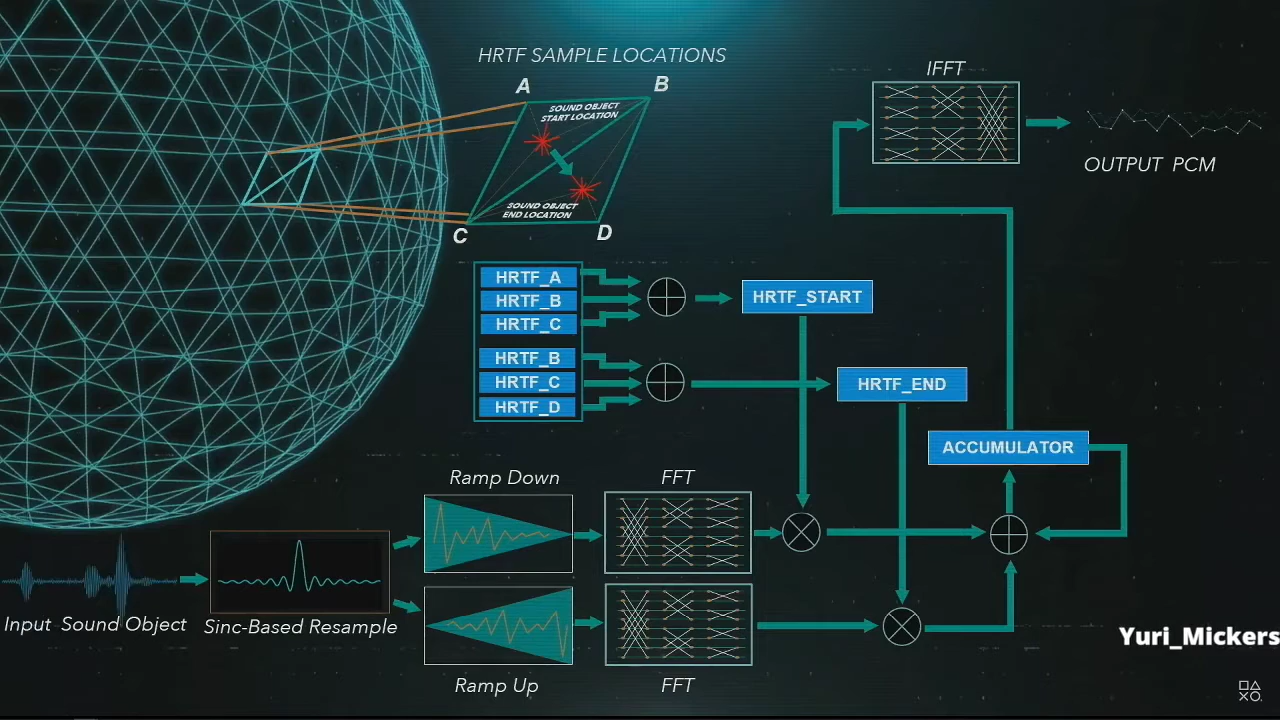 HRTF SAMPLE LOCATIONS
A
B
SOUND OBJECT
START LOCATION
SOUND OBJECT
END LOCATION
C
D
IFFT
OUTPUT PCM
HRTF_A
HRTF_B
HRTF_C
HRTF_START
HRTF_B
HRTF_C
HRTF_D
HRTF_END
ACCUMULATOR
Ramp Down
FFT
Input Sound Object
Sinc-Based Resample
Ramp Up
FFT
Yuri_Mickers